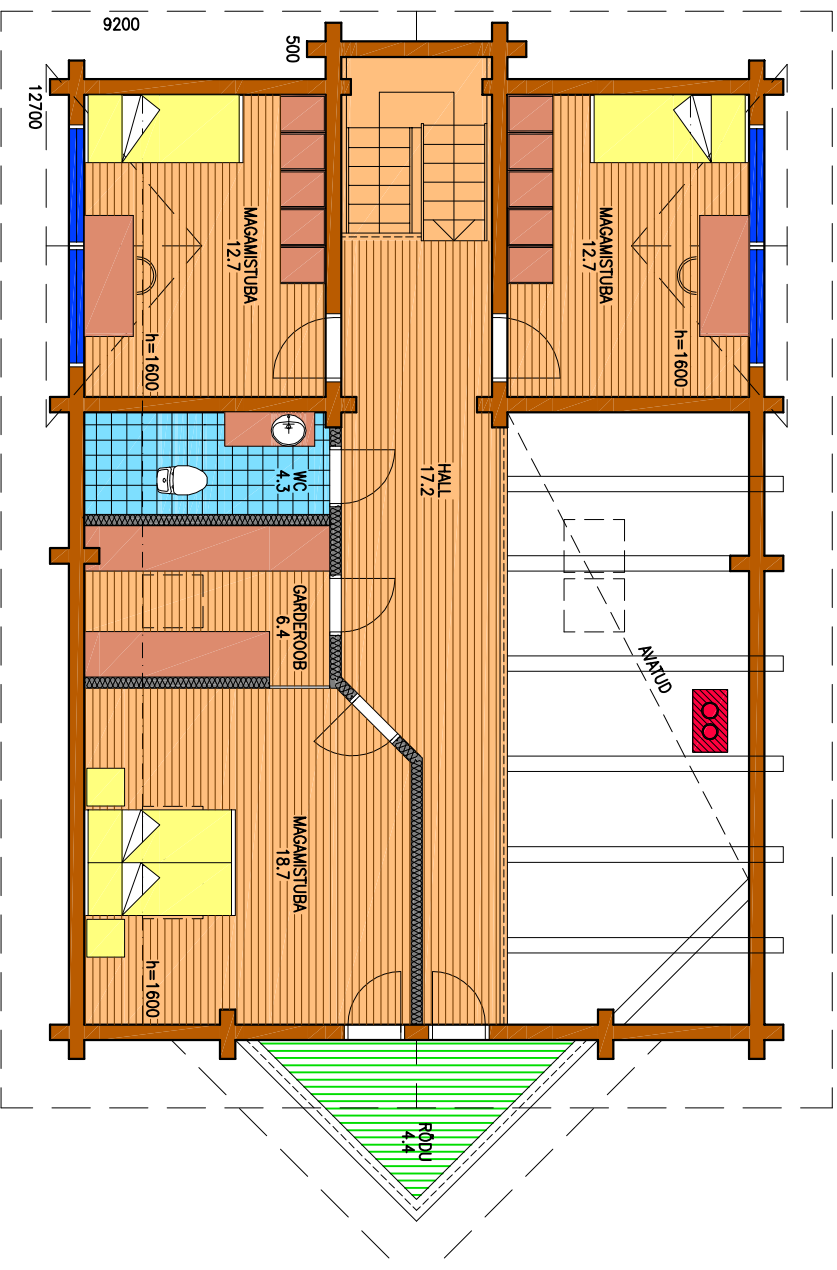 9200
500
12700
MAGAMISTUBA
12.7
h=1600
MAGAMISTUBA
12.7
h=1600
HALL
17.2
WC
4.3
GARDEROOB
6.4
AVATUD
MAGAMISTUBA
18.7
h=1600
RÕDU
4.4